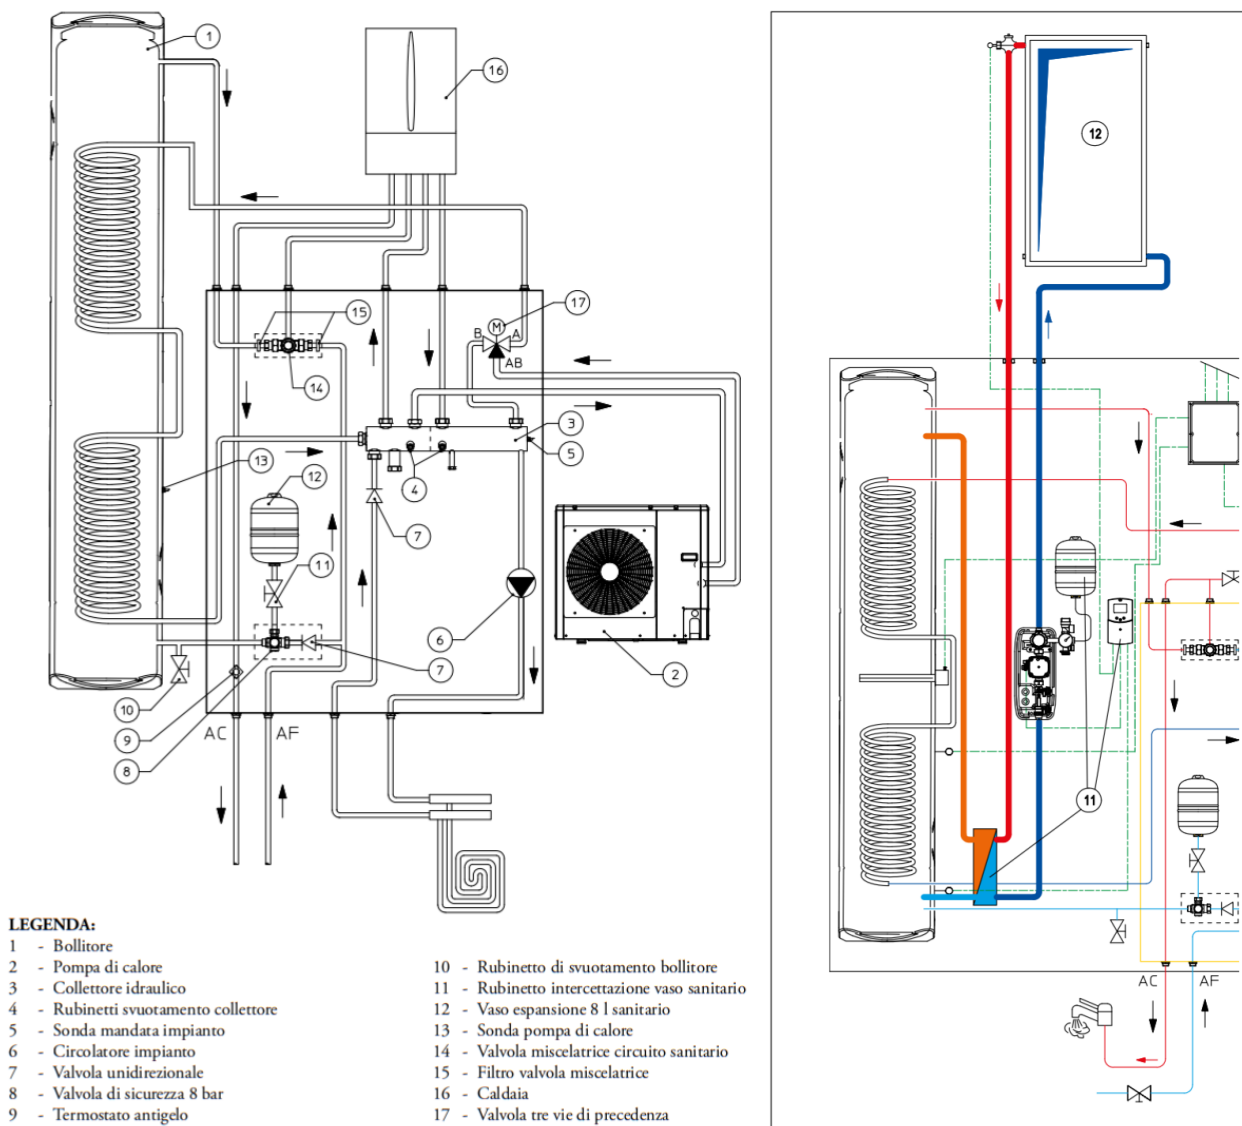 1
16
12
17
15
M
B
A
AB
14
3
5
13
12
4
7
11
6
7
2
10
9
8
AC
AF
11
AC
AF
LEGENDA:
1 - Bollitore
2 - Pompa di calore
3 - Collettore idraulico
4 - Rubinetti svuotamento collettore
5 - Sonda mandata impianto
6 - Circolatore impianto
7 - Valvola unidirezionale
8 - Valvola di sicurezza 8 bar
9 - Termostato antigelo
10 - Rubinetto di svuotamento bollitore
11 - Rubinetto intercettazione vaso sanitario
12 - Vaso espansione 8 l sanitario
13 - Sonda pompa di calore
14 - Valvola miscelatrice circuito sanitario
15 - Filtro valvola miscelatrice
16 - Caldaia
17 - Valvola tre vie di precedenza